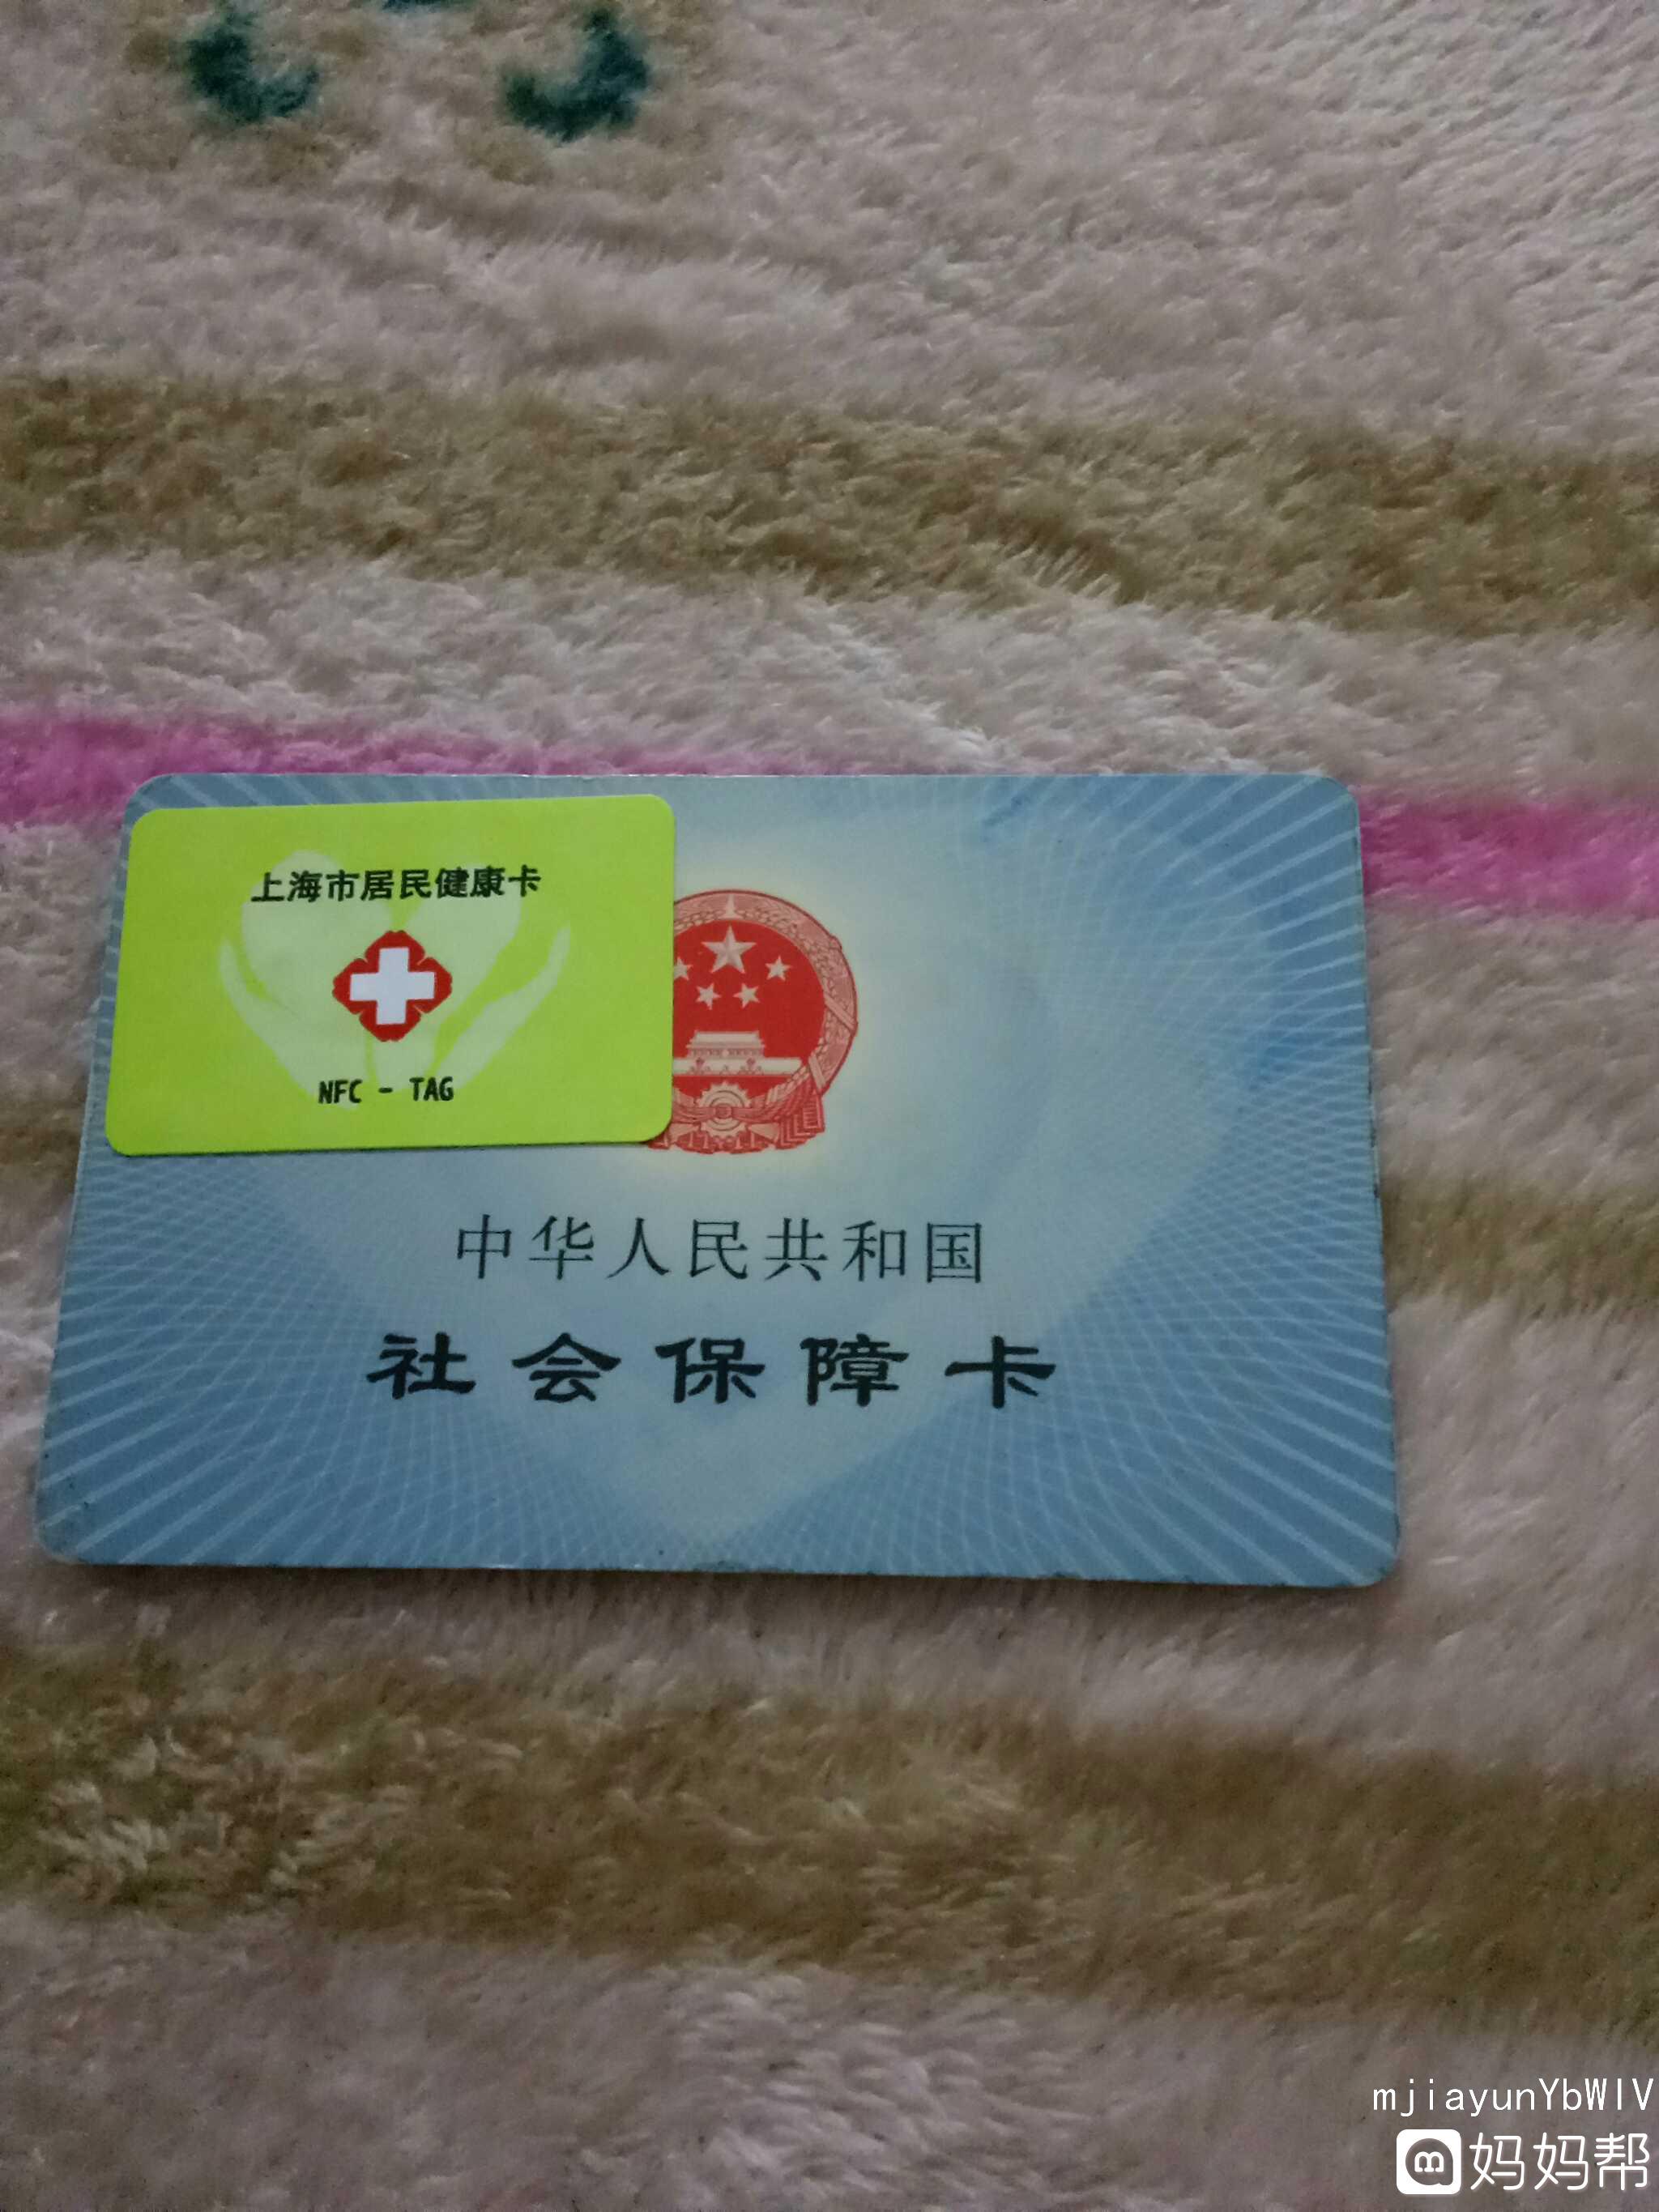 上海市居民健康卡
NFC - TAG
中华人民共和国
社会保障卡
mjiayunYbWIV
妈妈帮